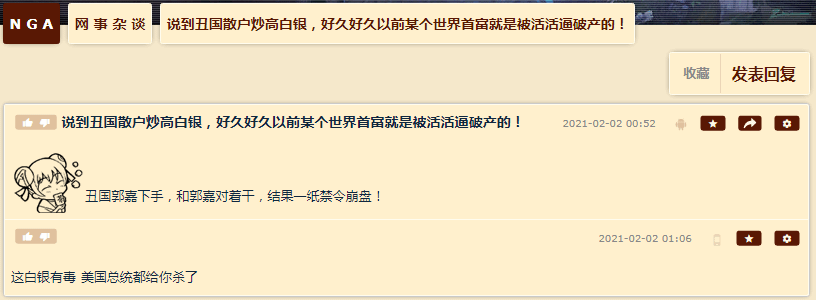 NGA
网事杂谈
说到丑国散户炒高白银，好久好久以前某个世界首富就是被活活逼破产的！
收藏
发表回复
说到丑国散户炒高白银，好久好久以前某个世界首富就是被活活逼破产的！
2021-02-02 00:52
丑国郭嘉下手，和郭嘉对着干，结果一纸禁令崩盘！
2021-02-02 01:06
这白银有毒 美国总统都给你杀了